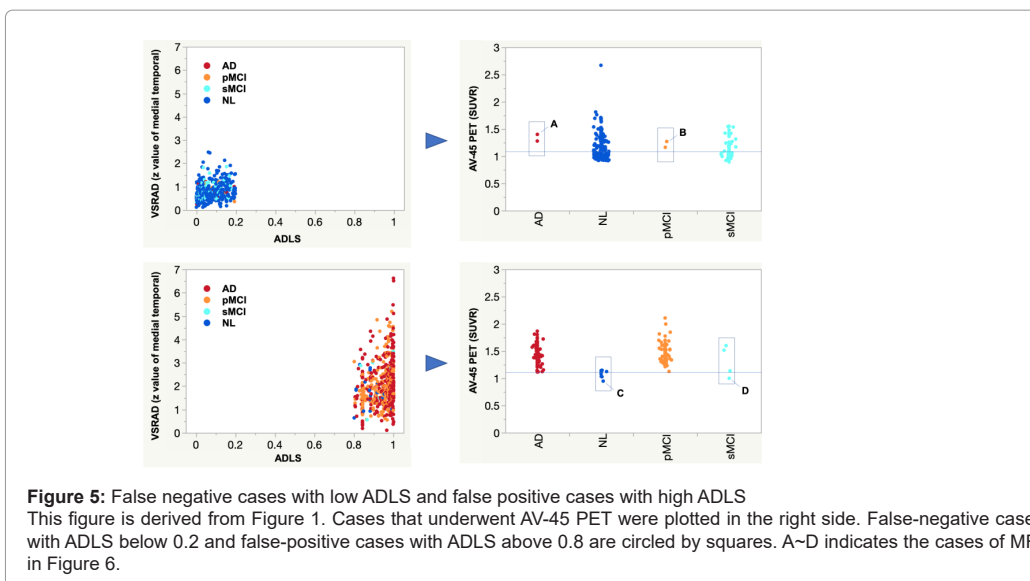 7
6
5
4
3
2
1
0
VSRAD (z value of medial temporal)
AD
pMCI
sMCI
NL
0 0.2 0.4 0.6 0.8 1
ADLS
3
2.5
2
1.5
1
0.5
0
AV-45 PET (SUVR)
A
B
AD
NL
pMCI
sMCI
7
6
5
4
3
2
1
0
VSRAD (z value of medial temporal)
AD
pMCI
sMCI
NL
0 0.2 0.4 0.6 0.8 1
ADLS
3
2.5
2
1.5
1
0.5
0
AV-45 PET (SUVR)
C
D
AD
NL
pMCI
sMCI
Figure 5: False negative cases with low ADLS and false positive cases with high ADLS
This figure is derived from Figure 1. Cases that underwent AV-45 PET were plotted in the right side. False-negative case
with ADLS below 0.2 and false-positive cases with ADLS above 0.8 are circled by squares. A~D indicates the cases of
in Figure 6.